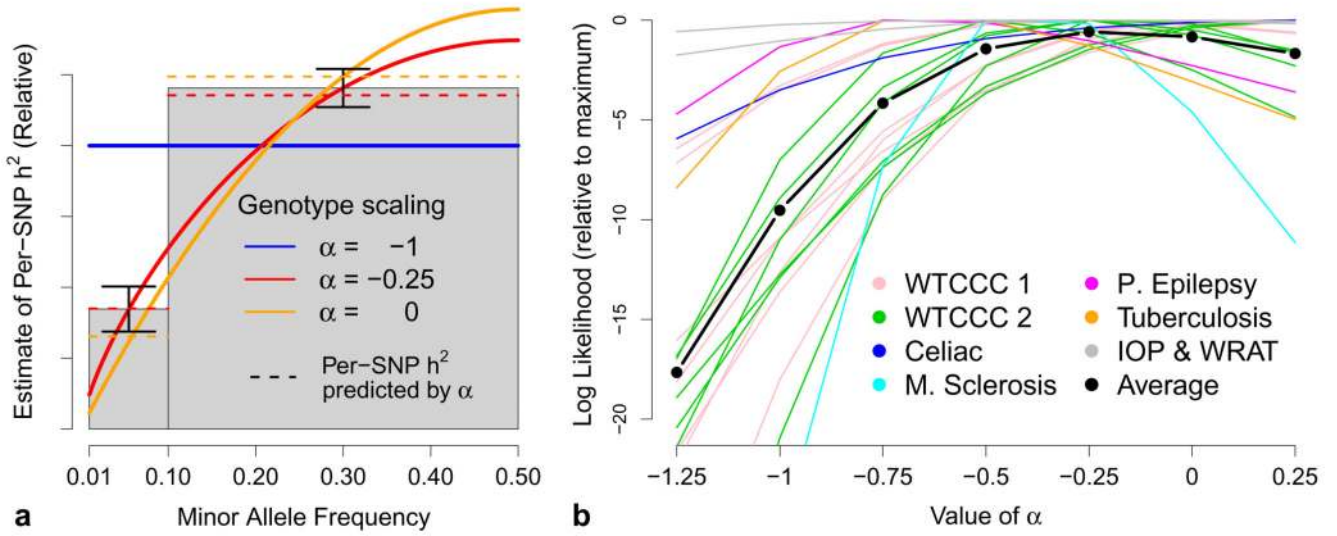 Estimate of Per−SNP h² (Relative)
Genotype scaling
α = −1
α = −0.25
α = 0
Per−SNP h²
predicted by α
0.01 0.10 0.20 0.30 0.40 0.50
Minor Allele Frequency
a
Log Likelihood (relative to maximum)
0
−5
−10
−15
−20
WTCCC 1
WTCCC 2
Celiac
M. Sclerosis
P. Epilepsy
Tuberculosis
IOP & WRAT
Average
−1.25 −1 −0.75 −0.5 −0.25 0 0.25
Value of α
b